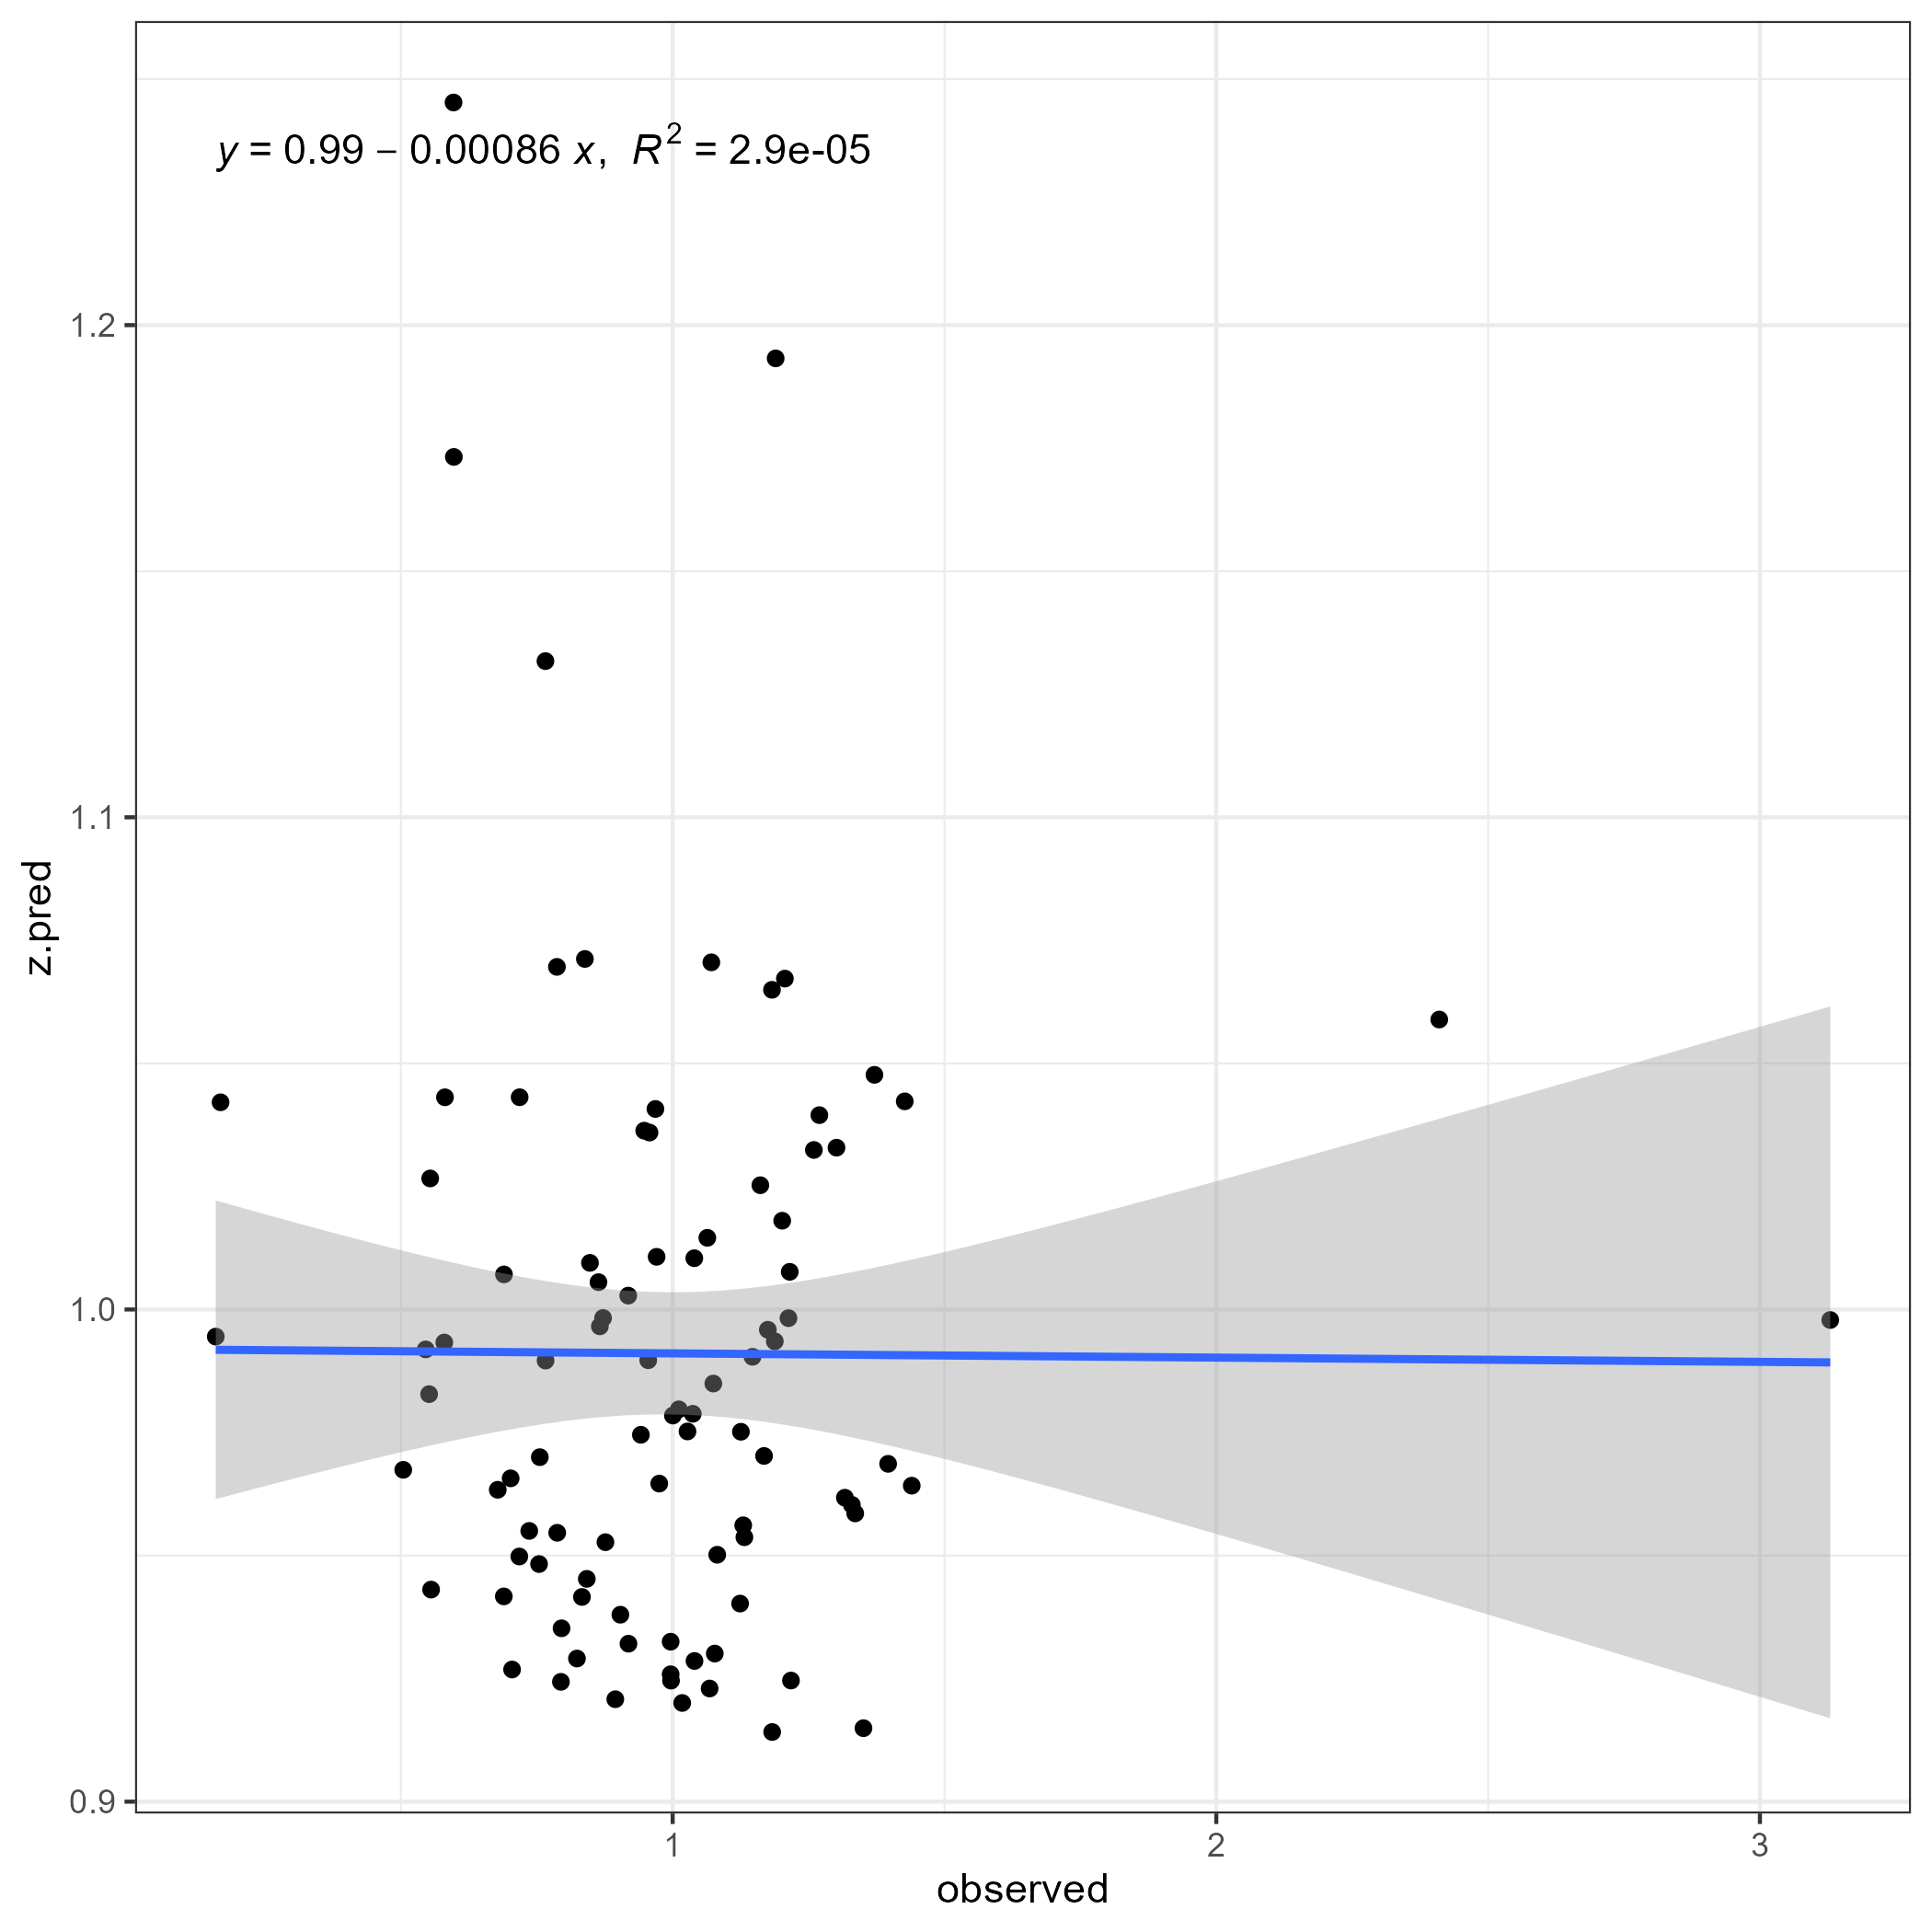 y = 0.99 − 0.00086 x, R² = 2.9e-05
1.2
1.1
1.0
0.9
z.pred
1 2 3
observed